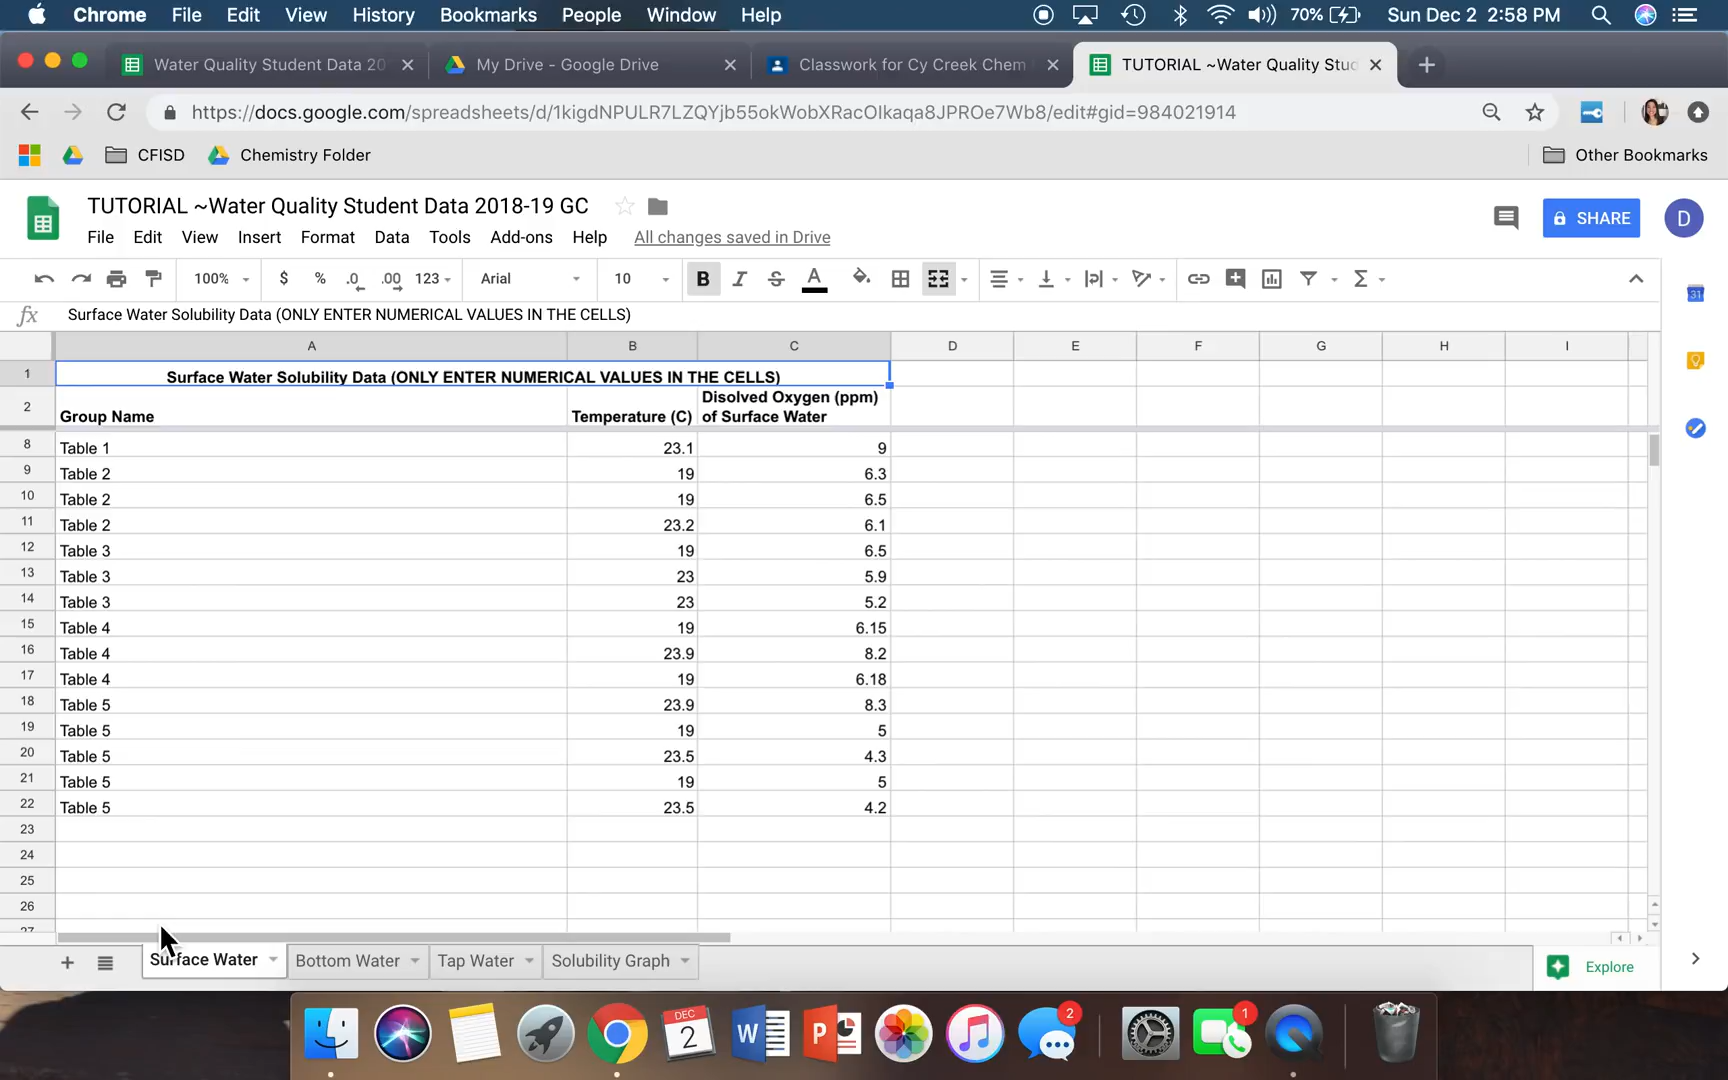 Chrome File Edit View History Bookmarks People Window Help 70% Sun Dec 2 2:58 PM
Water Quality Student Data 20 My Drive - Google Drive Classwork for Cy Creek Chem TUTORIAL ~Water Quality Stuc
https://docs.google.com/spreadsheets/d/1kigdNPULR7LZQYjb55okWobXRacOlkaqa8JPROe7Wb8/edit#gid=984021914
CFISD Chemistry Folder Other Bookmarks
TUTORIAL ~Water Quality Student Data 2018-19 GC
SHARE D
File Edit View Insert Format Data Tools Add-ons Help All changes saved in Drive
100% $ % .0 .00 123 Arial 10 B I S A Σ
31
fx Surface Water Solubility Data (ONLY ENTER NUMERICAL VALUES IN THE CELLS)
A B C D E F G H I
1 Surface Water Solubility Data (ONLY ENTER NUMERICAL VALUES IN THE CELLS)
2 Group Name Temperature (C) Disolved Oxygen (ppm)
of Surface Water
8 Table 1 23.1 9
9 Table 2 19 6.3
10 Table 2 19 6.5
11 Table 2 23.2 6.1
12 Table 3 19 6.5
13 Table 3 23 5.9
14 Table 3 23 5.2
15 Table 4 19 6.15
16 Table 4 23.9 8.2
17 Table 4 19 6.18
18 Table 5 23.9 8.3
19 Table 5 19 5
20 Table 5 23.5 4.3
21 Table 5 19 5
22 Table 5 23.5 4.2
23
24
25
26
27
+ Surface Water Bottom Water Tap Water Solubility Graph Explore
DEC
2 W P 2 1